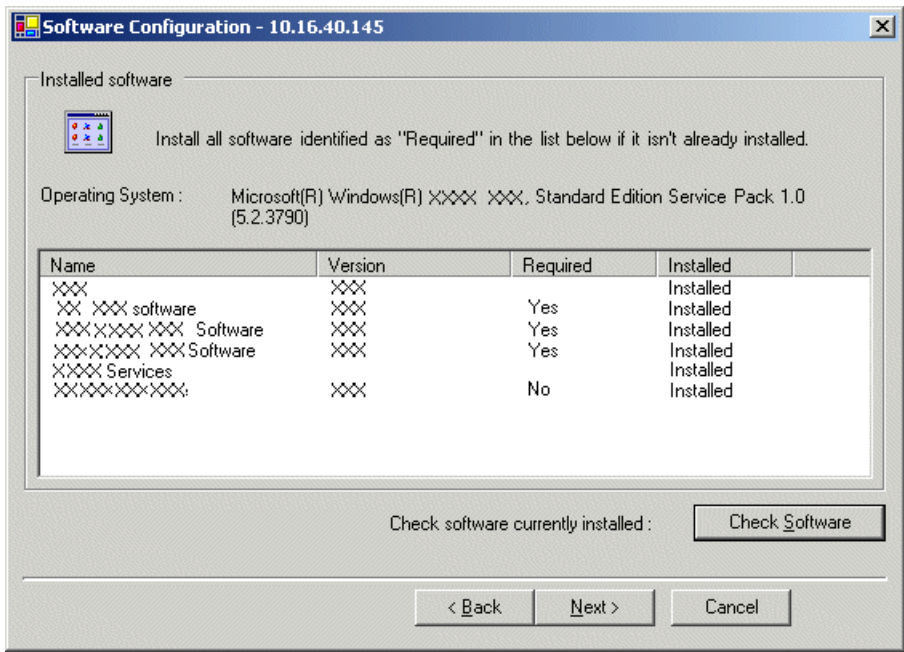 Software Configuration - 10.16.40.145
Installed software
Install all software identified as "Required" in the list below if it isn't already installed.
Operating System : Microsoft(R) Windows(R) XXXX XXX, Standard Edition Service Pack 1.0
(5.2.3790)
Name Version Required Installed
XXX XXX Installed
XX XXX software XXX Yes Installed
XXXXXXX XXX Software XXX Yes Installed
XXXXXXX XXX Software XXX Yes Installed
XXXX Services Installed
XXXXXXXXXXX: XXX No Installed
Check software currently installed : Check Software
< Back Next > Cancel